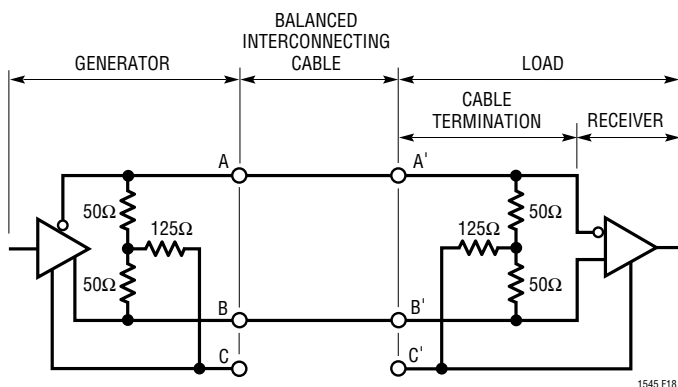 BALANCED
INTERCONNECTING
CABLE
GENERATOR
LOAD
CABLE
TERMINATION
RECEIVER
A
A'
50Ω
125Ω
50Ω
125Ω
50Ω
50Ω
B
B'
C
C'
1545 F18